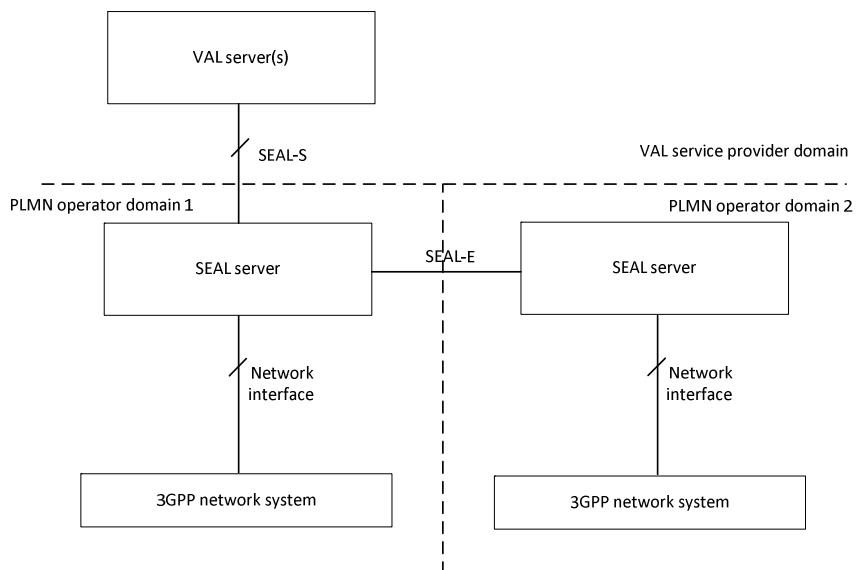 VAL server(s)
SEAL-S
VAL service provider domain
PLMN operator domain 1
PLMN operator domain 2
SEAL server
SEAL-E
SEAL server
Network
interface
Network
interface
3GPP network system
3GPP network system